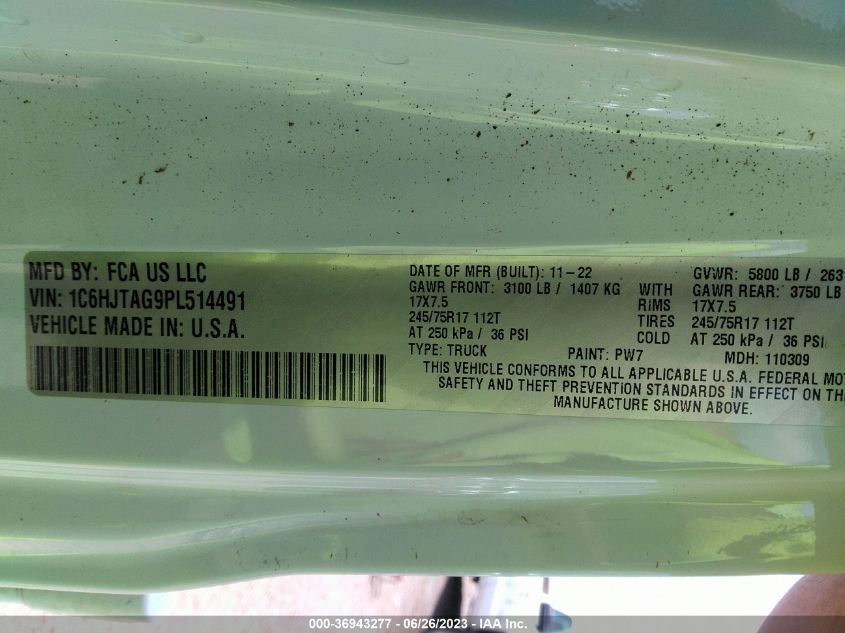 MFD BY: FCA US LLC
VIN: 1C6HJTAG9PL514491
VEHICLE MADE IN: U.S.A.
DATE OF MFR (BUILT): 11-22 GVWR: 5800 LB / 263
GAWR FRONT: 3100 LB / 1407 KG WITH GAWR REAR: 3750 LB
17X7.5 RIMS 17X7.5
245/75R17 112T TIRES 245/75R17 112T
AT 250 kPa / 36 PSI COLD AT 250 kPa / 36 PSI
TYPE: TRUCK PAINT: PW7 MDH: 110309
THIS VEHICLE CONFORMS TO ALL APPLICABLE U.S.A. FEDERAL MOT
SAFETY AND THEFT PREVENTION STANDARDS IN EFFECT ON TH
MANUFACTURE SHOWN ABOVE.
000-36943277 - 06/26/2023 - IAA Inc.